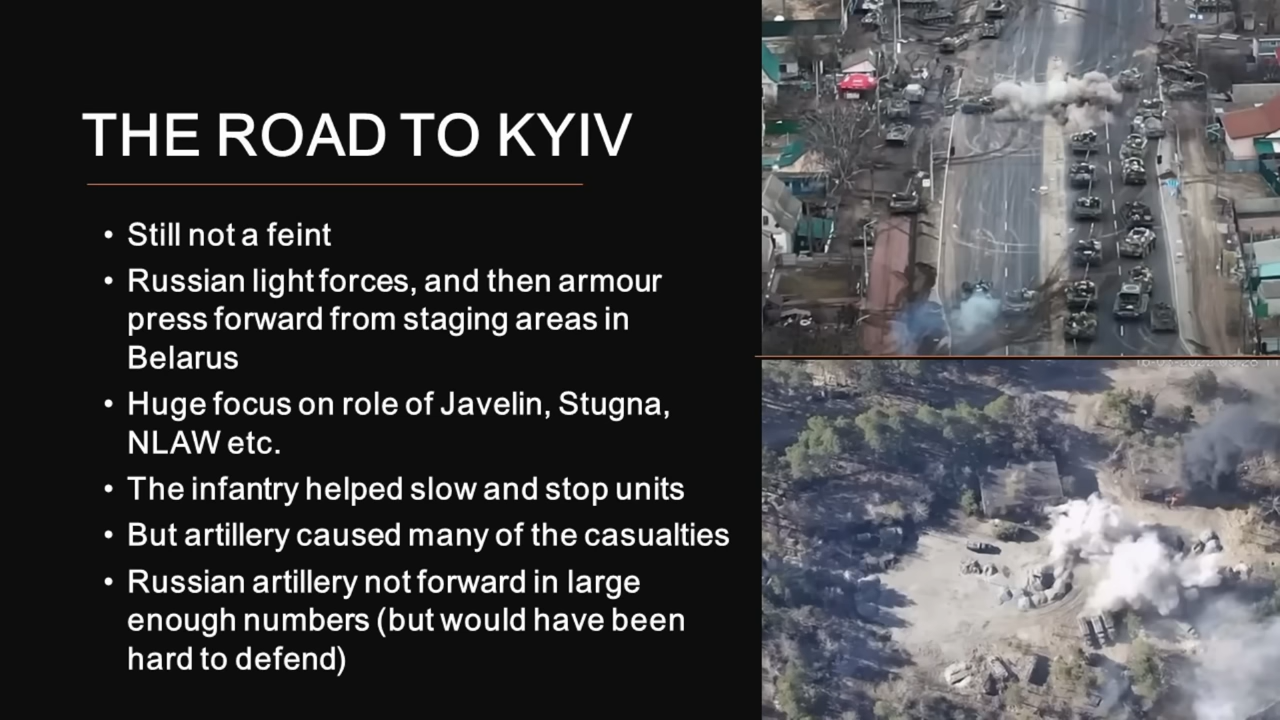 THE ROAD TO KYIV
• Still not a feint
• Russian light forces, and then armour
press forward from staging areas in
Belarus
• Huge focus on role of Javelin, Stugna,
NLAW etc.
• The infantry helped slow and stop units
• But artillery caused many of the casualties
• Russian artillery not forward in large
enough numbers (but would have been
hard to defend)